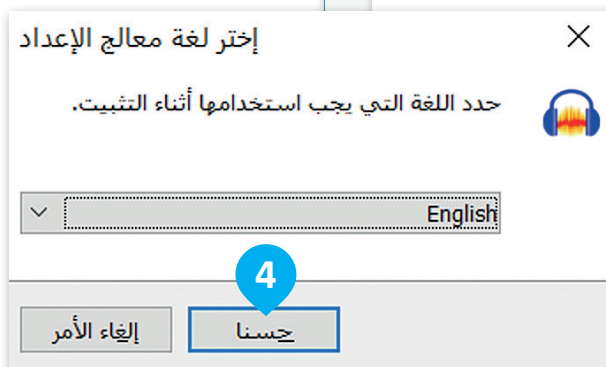 إختر لغة معالج الإعداد
حدد اللغة التي يجب استخدامها أثناء التثبيت.
English
4
حسنا
إلغاء الأمر